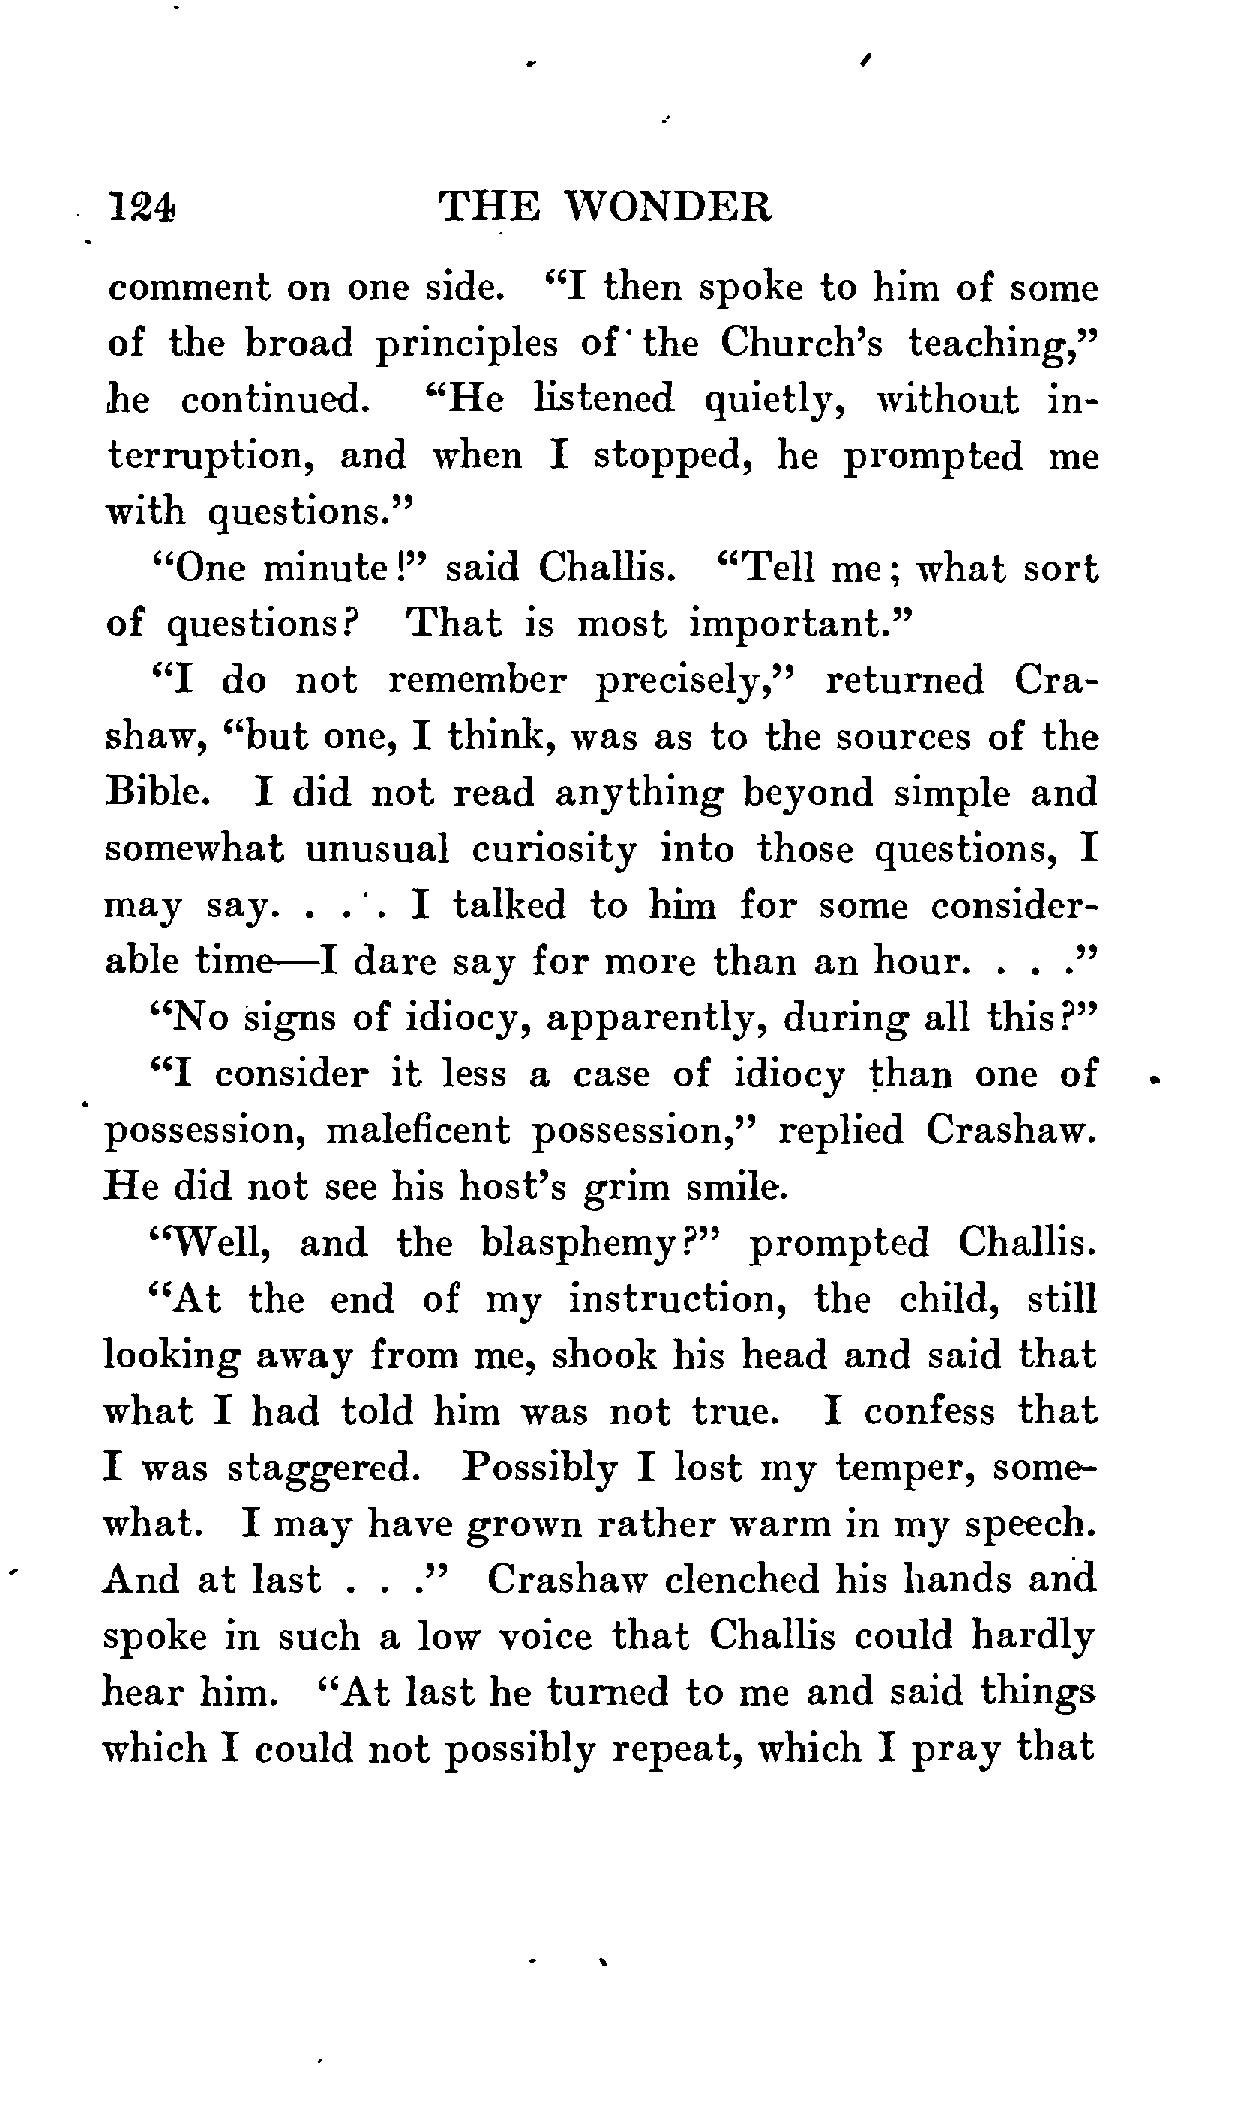 124 THE WONDER
comment on one side. "I then spoke to him of some
of the broad principles of the Church's teaching,"
he continued. "He listened quietly, without in-
terruption, and when I stopped, he prompted me
with questions."
"One minute!" said Challis. "Tell me; what sort
of questions? That is most important."
"I do not remember precisely," returned Cra-
shaw, "but one, I think, was as to the sources of the
Bible. I did not read anything beyond simple and
somewhat unusual curiosity into those questions, I
may say. . . . I talked to him for some consider-
able time—I dare say for more than an hour. . . ."
"No signs of idiocy, apparently, during all this?"
"I consider it less a case of idiocy than one of
possession, maleficent possession," replied Crashaw.
He did not see his host's grim smile.
"Well, and the blasphemy?" prompted Challis.
"At the end of my instruction, the child, still
looking away from me, shook his head and said that
what I had told him was not true. I confess that
I was staggered. Possibly I lost my temper, some-
what. I may have grown rather warm in my speech.
And at last . . ." Crashaw clenched his hands and
spoke in such a low voice that Challis could hardly
hear him. "At last he turned to me and said things
which I could not possibly repeat, which I pray that